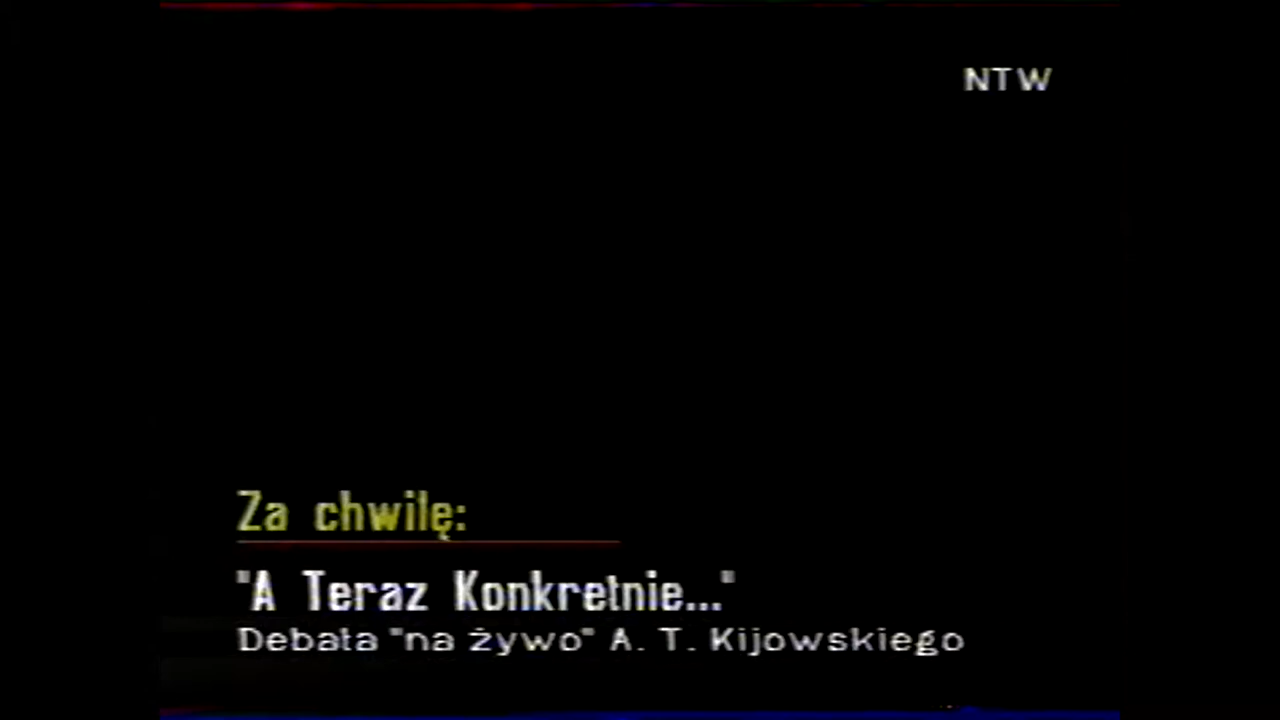 NTW
Za chwilę:
"A Teraz Konkretnie..."
Debata "na żywo" A. T. Kijowskiego